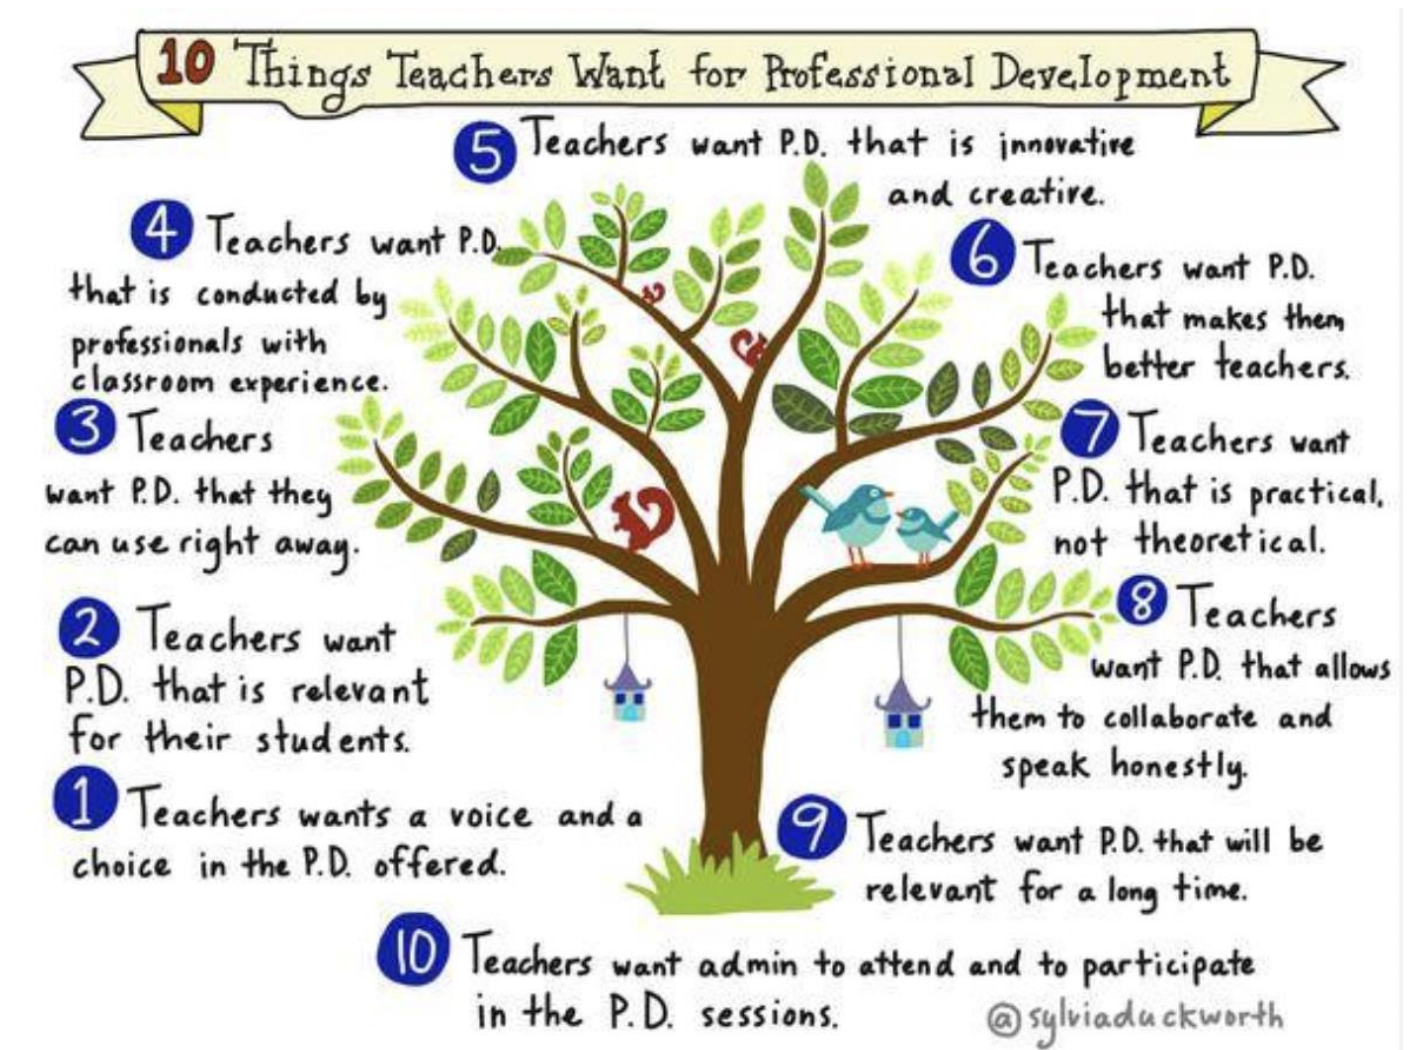 10 Things Teachers Want for Professional Development
5 Teachers want P.D. that is innovative
and creative.
4 Teachers want P.D.
that is conducted by
professionals with
classroom experience.
3 Teachers
want P.D. that they
can use right away.
2 Teachers want
P.D. that is relevant
for their students.
1 Teachers wants a voice and a
choice in the P.D. offered.
6 Teachers want P.D.
that makes them
better teachers.
7 Teachers want
P.D. that is practical,
not theoretical.
8 Teachers
want P.D. that allows
them to collaborate and
speak honestly.
9 Teachers want P.D. that will be
relevant for a long time.
10 Teachers want admin to attend and to participate
in the P.D. sessions.
@sylviaduckworth